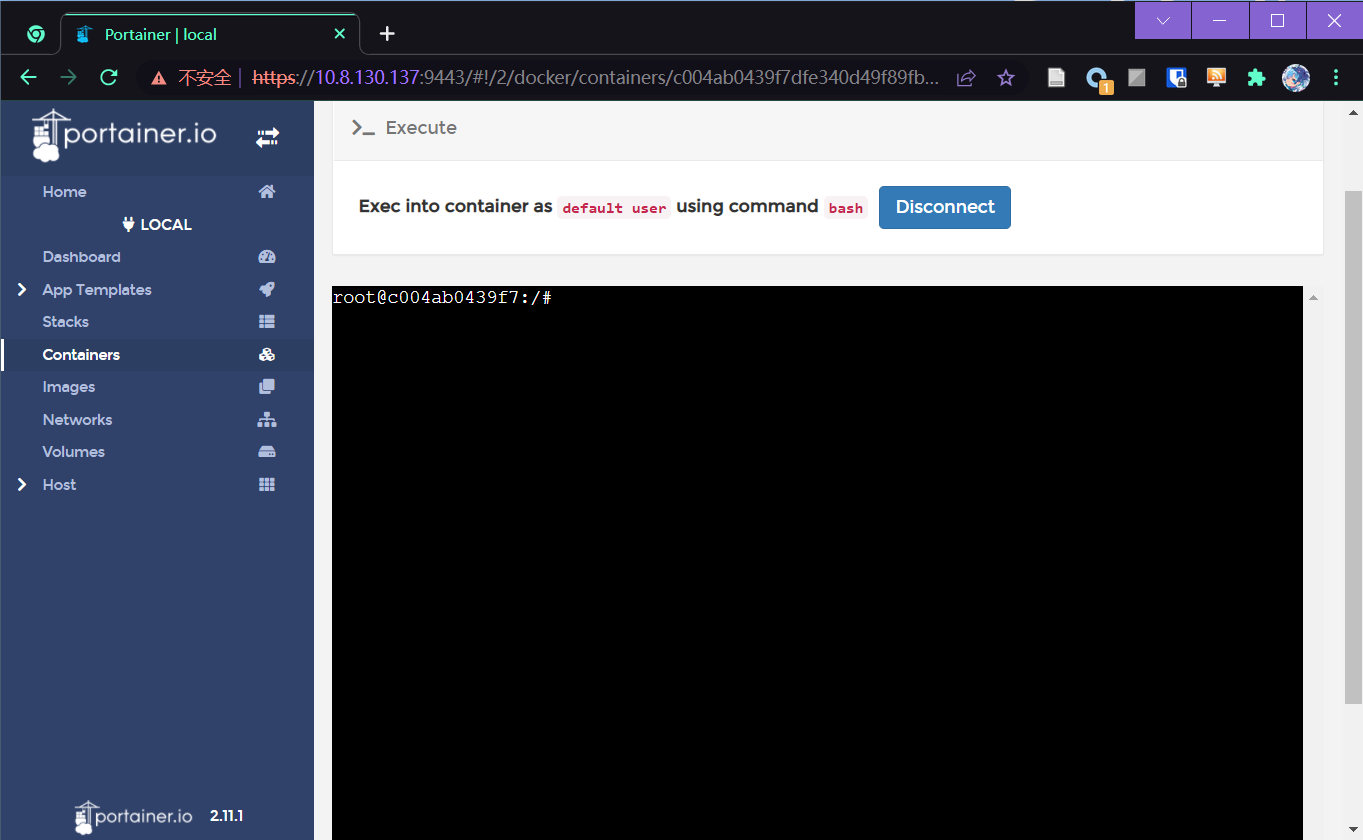 Portainer | local
不安全 | https://10.8.130.137:9443/#!/2/docker/containers/c004ab0439f7dfe340d49f89fb...
1
portainer.io
Execute
Home
LOCAL
Exec into container as default user using command bash Disconnect
Dashboard
App Templates
root@c004ab0439f7:/#
Stacks
Containers
Images
Networks
Volumes
Host
portainer.io 2.11.1